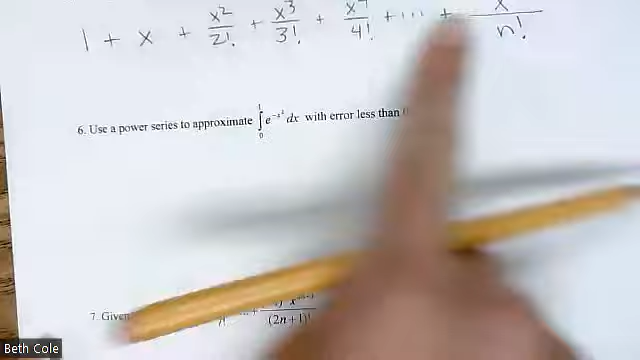 1 + x + x²/2! + x³/3! + x⁴/4! + ... + x/n!
6. Use a power series to approximate ∫₀¹ e^(-x²) dx with error less than
7. Given
(2n+1)!
Beth Cole